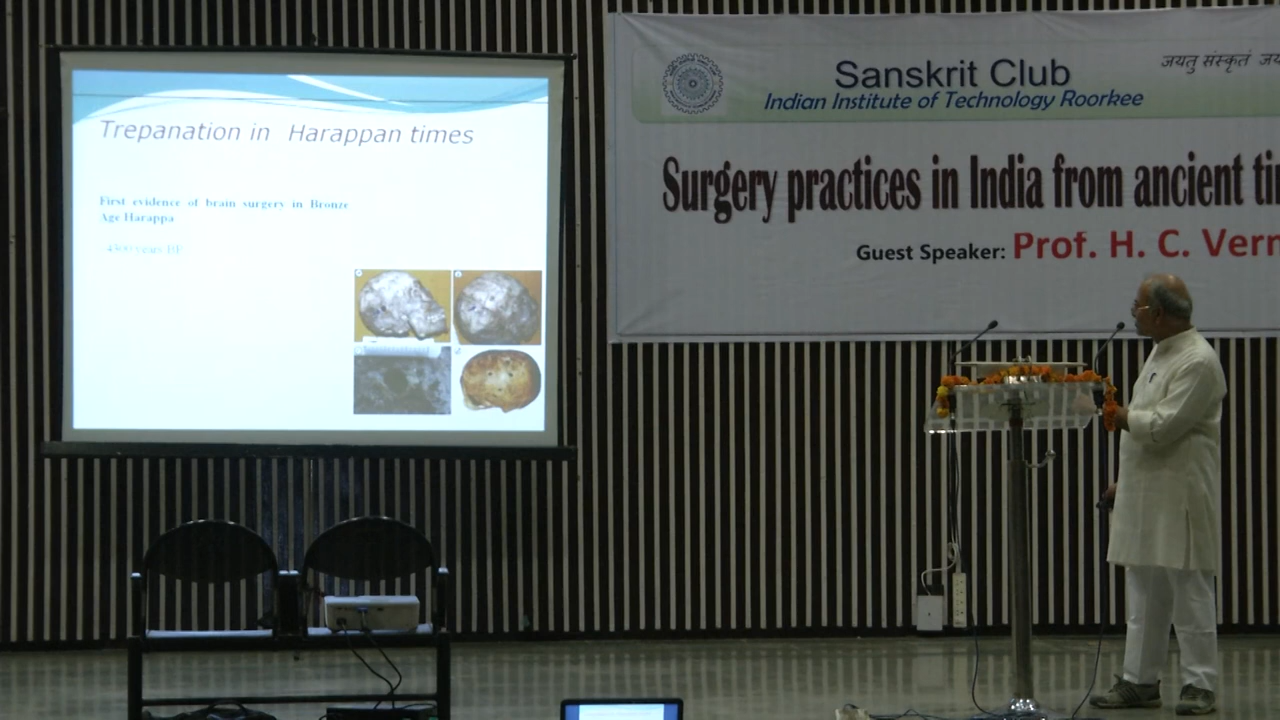 Trepanation in Harappan times
First evidence of brain surgery in Bronze
Age Harappa
Sanskrit Club
Indian Institute of Technology Roorkee
जयतु संस्कृतं
Surgery practices in India from ancient
Guest Speaker: Prof. H. C.